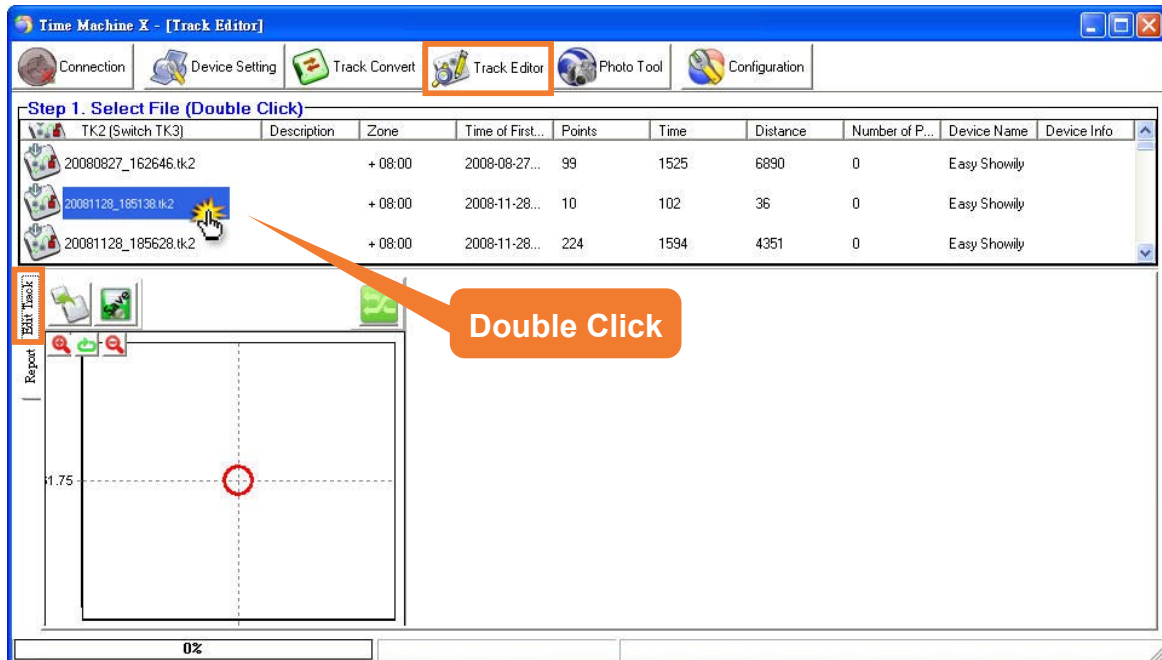 Time Machine X - [Track Editor]
Connection Device Setting Track Convert Track Editor Photo Tool Configuration
Step 1. Select File (Double Click)
TK2 (Switch TK3) Description Zone Time of First... Points Time Distance Number of P... Device Name Device Info
20080827_162646.tk2 + 08:00 2008-08-27... 99 1525 6890 0 Easy Showily
20081128_185138.tk2 + 08:00 2008-11-28... 10 102 36 0 Easy Showily
20081128_185628.tk2 + 08:00 2008-11-28... 224 1594 4351 0 Easy Showily
Edit Track
Save
Double Click
Report
1.75
0%